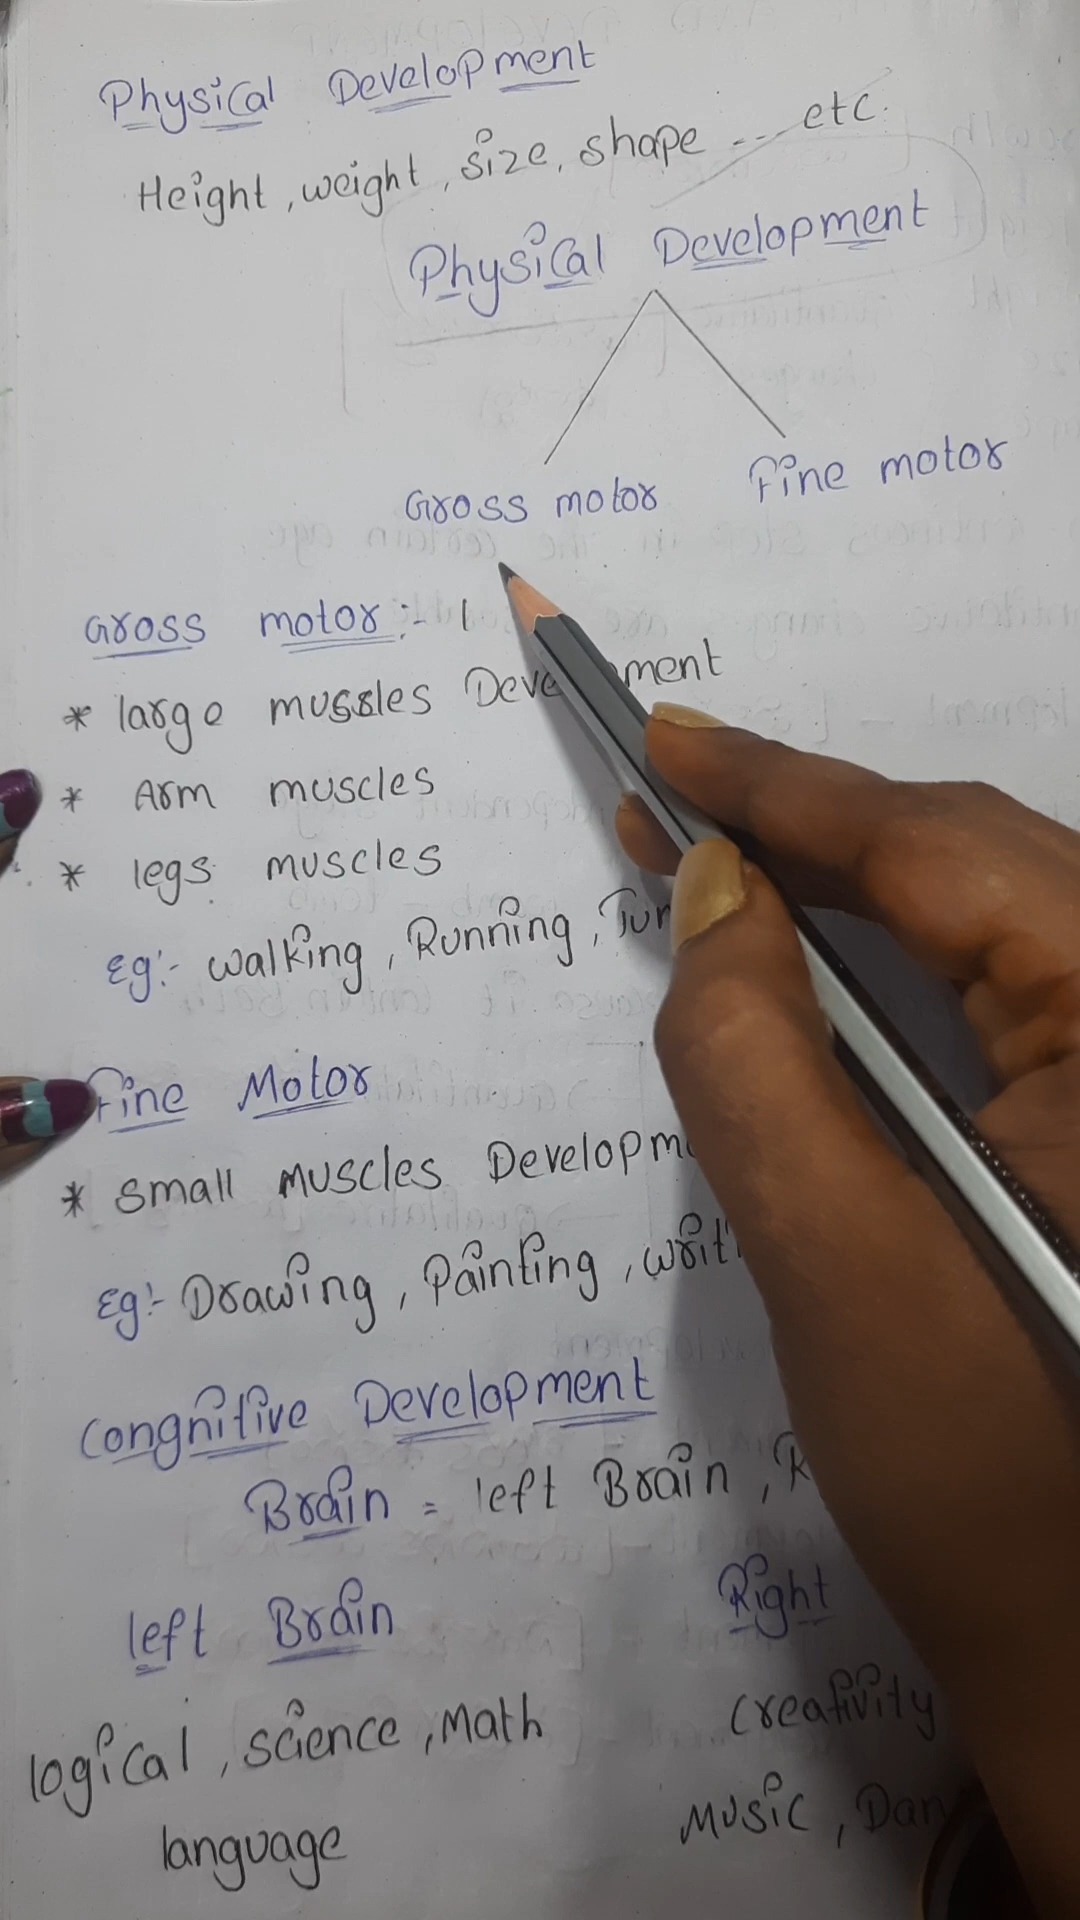 Physical Development
Height, weight, size, shape --- etc.
Physical Development
Gross motor Fine motor
Gross motor :-
* large muscles Development
* Arm muscles
* legs muscles
Eg:- walking, Running,
Fine Motor
* Small muscles
Eg:- Drawing, Painting,
Congnitive Development
Brain = left Brain,
left Brain Right
logical, science, Math creativity
language Music,